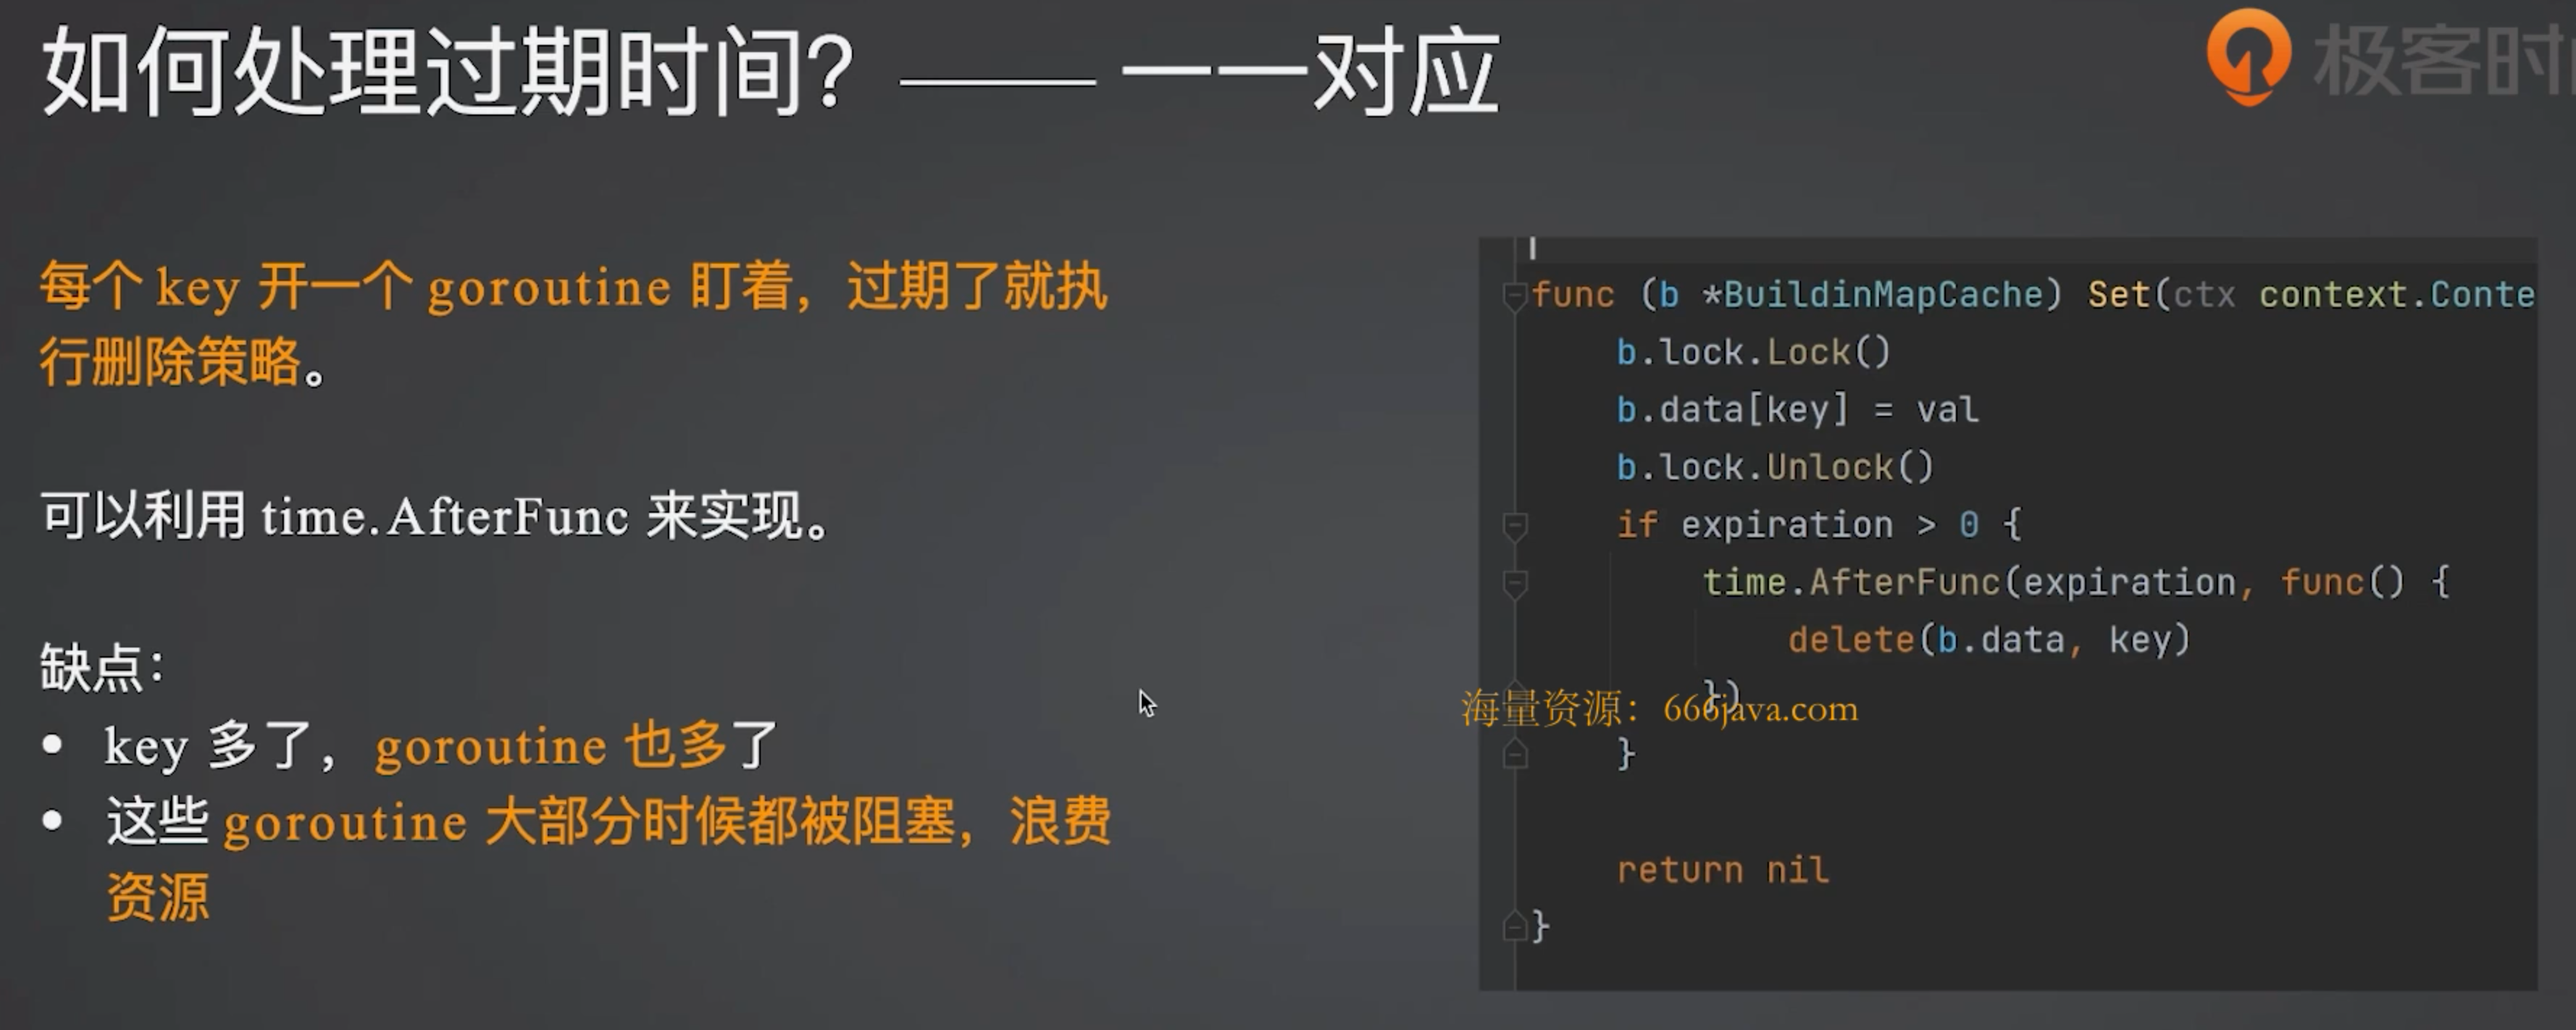 如何处理过期时间？—— 一一对应
极客时间
每个 key 开一个 goroutine 盯着，过期了就执
行删除策略。
可以利用 time.AfterFunc 来实现。
缺点：
• key 多了，goroutine 也多了
• 这些 goroutine 大部分时候都被阻塞，浪费
资源
func (b *BuildinMapCache) Set(ctx context.Conte
b.lock.Lock()
b.data[key] = val
b.lock.Unlock()
if expiration > 0 {
time.AfterFunc(expiration, func() {
delete(b.data, key)
})
海量资源：666java.com
}
return nil
}